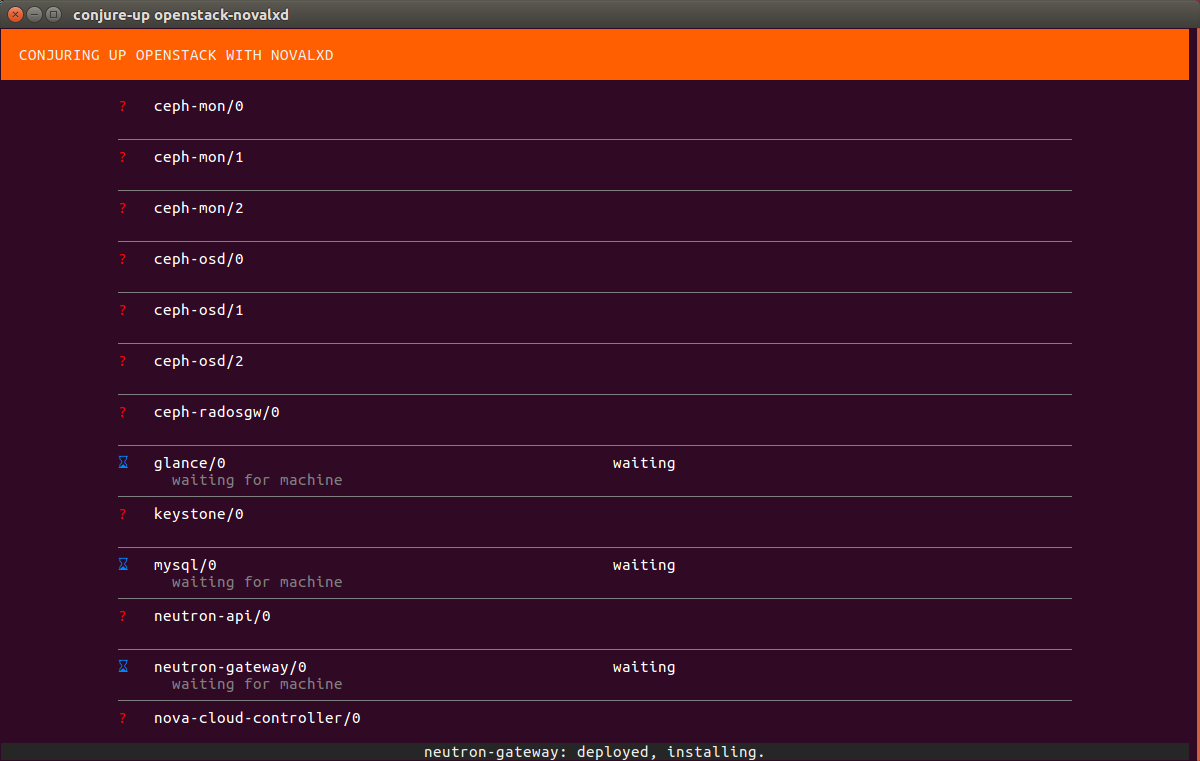 conjure-up openstack-novalxd
CONJURING UP OPENSTACK WITH NOVALXD
? ceph-mon/0
? ceph-mon/1
? ceph-mon/2
? ceph-osd/0
? ceph-osd/1
? ceph-osd/2
? ceph-radosgw/0
⌛ glance/0 waiting
waiting for machine
? keystone/0
⌛ mysql/0 waiting
waiting for machine
? neutron-api/0
⌛ neutron-gateway/0 waiting
waiting for machine
? nova-cloud-controller/0
neutron-gateway: deployed, installing.